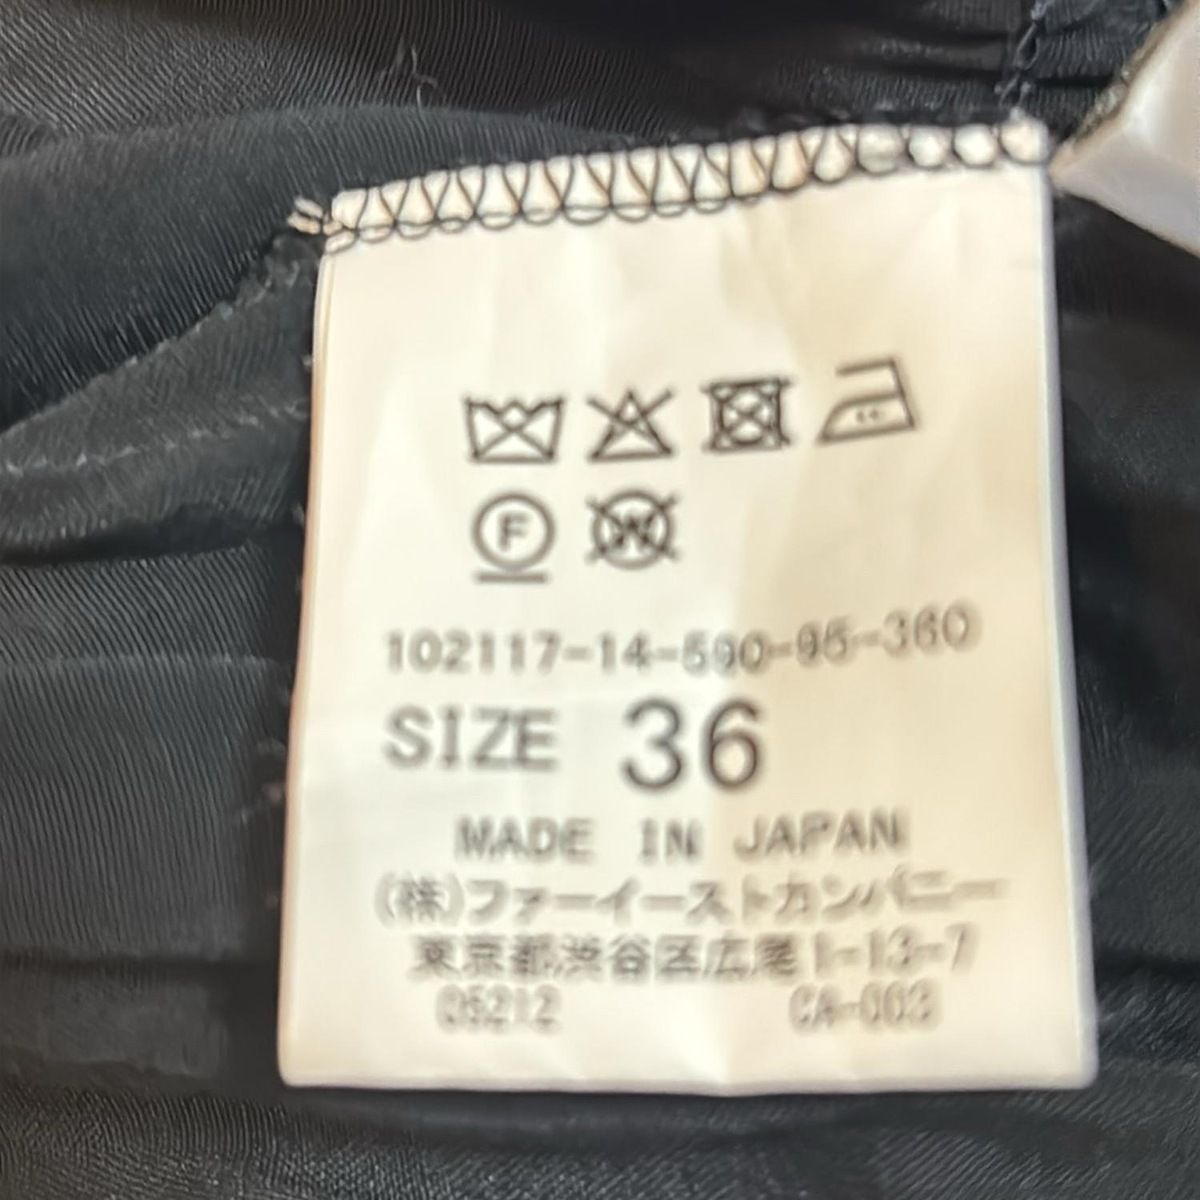 F W
102117-14-590-95-360
SIZE 36
MADE IN JAPAN
(株)ファーイーストカンパニー
東京都渋谷区広尾1-13-7
05212 CA-003